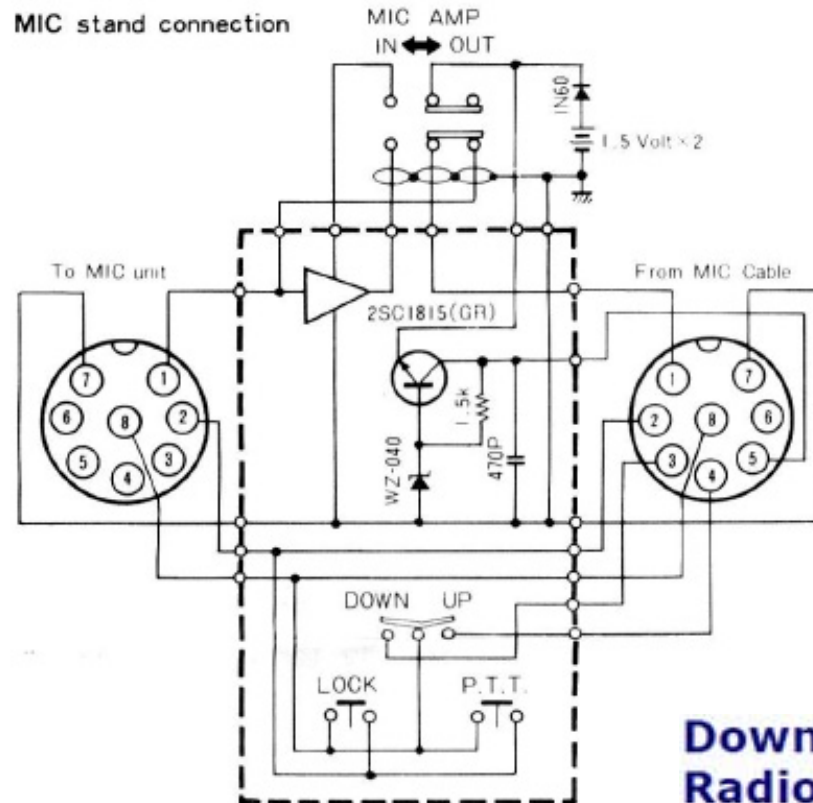 MIC stand connection
MIC AMP
IN OUT
1N60
1.5 Volt×2
To MIC unit
From MIC Cable
2SC1815(GR)
7 1
6 8 2
5 4 3
1 7
2 8 6
3 4 5
1.5k
WZ-040
470P
DOWN UP
LOCK P.T.T.
Down
Radio